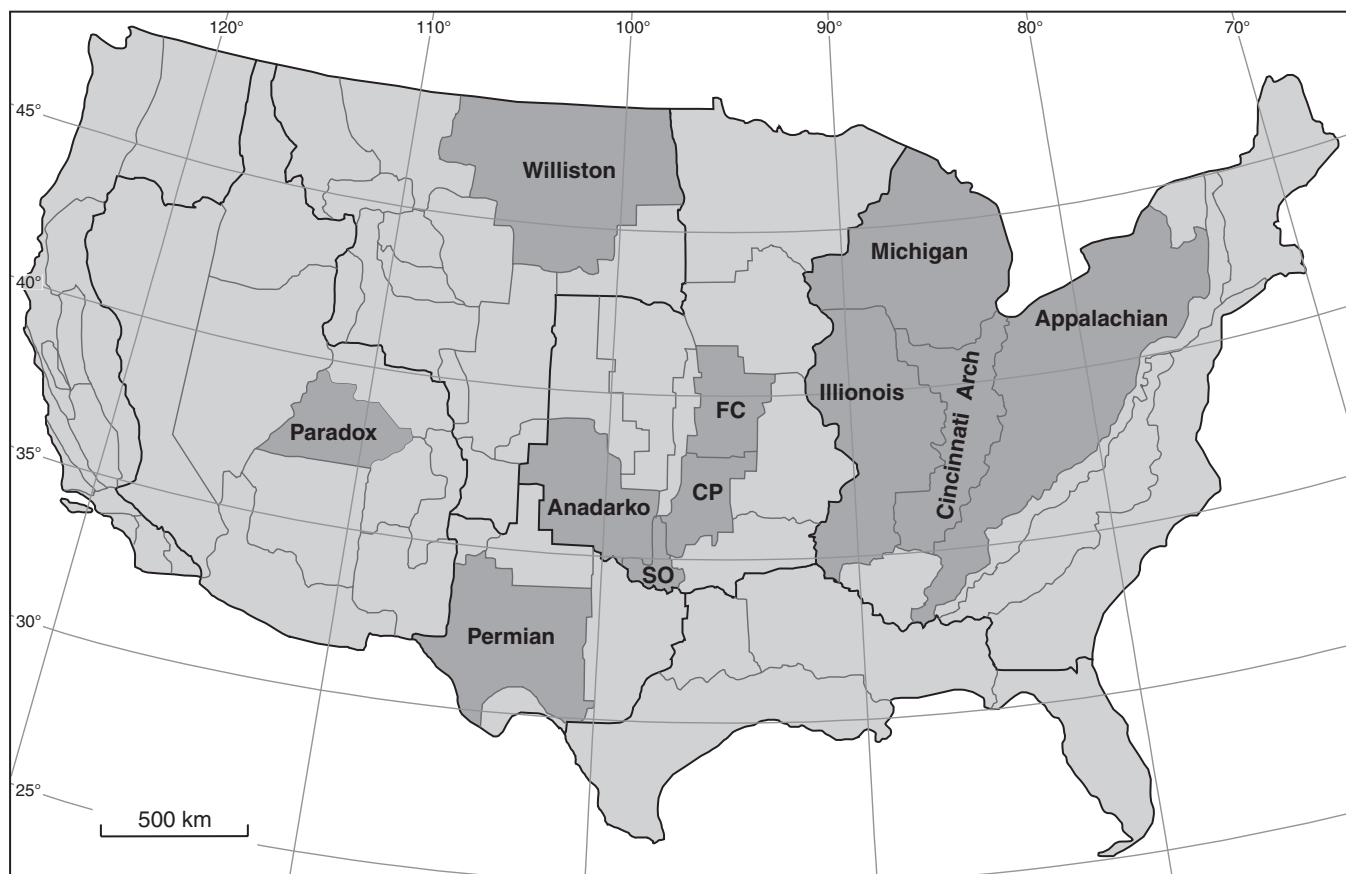 120°
110°
100°
90°
80°
70°
45°
Williston
Michigan
40°
Appalachian
Cincinnati Arch
Illionois
FC
Paradox
35°
CP
Anadarko
SO
30°
Permian
25°
500 km